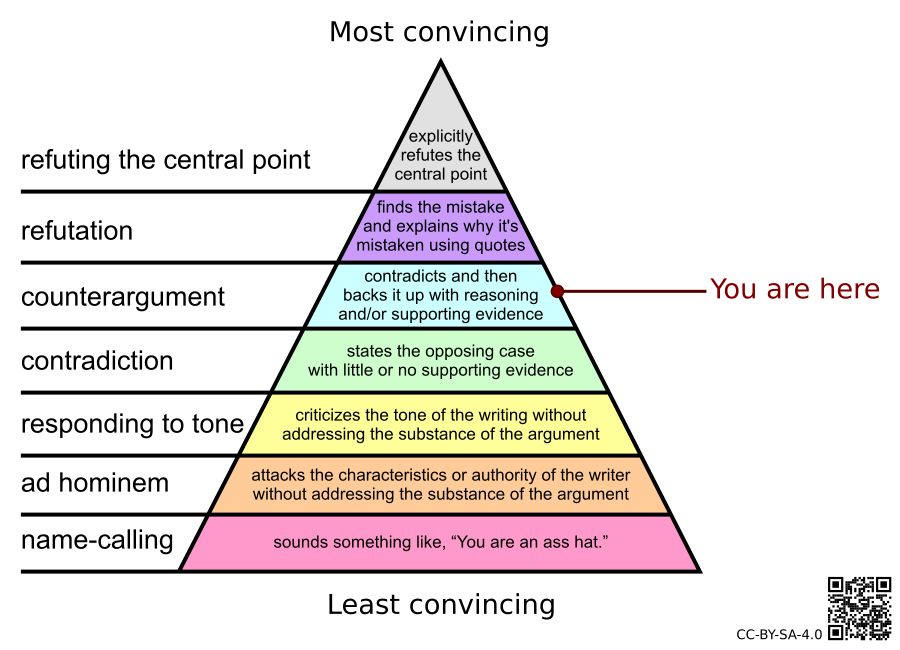 Most convincing
refuting the central point
explicitly
refutes the
central point
refutation
finds the mistake
and explains why it's
mistaken using quotes
counterargument
contradicts and then
backs it up with reasoning
and/or supporting evidence
You are here
contradiction
states the opposing case
with little or no supporting evidence
responding to tone
criticizes the tone of the writing without
addressing the substance of the argument
ad hominem
attacks the characteristics or authority of the writer
without addressing the substance of the argument
name-calling
sounds something like, “You are an ass hat.”
Least convincing
CC-BY-SA-4.0